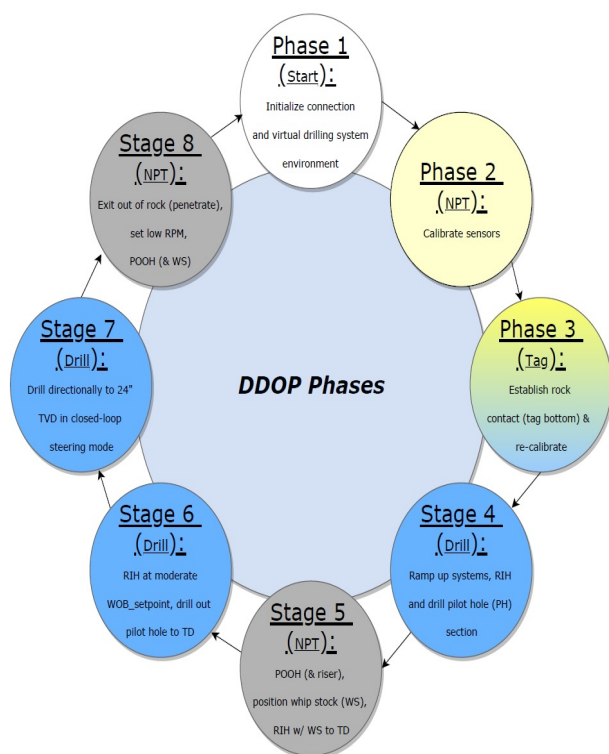 Phase 1
(Start):
Initialize connection
and virtual drilling system
environment
Phase 2
(NPT):
Calibrate sensors
Phase 3
(Tag):
Establish rock
contact (tag bottom) &
re-calibrate
Stage 4
(Drill):
Ramp up systems, RIH
and drill pilot hole (PH)
section
Stage 5
(NPT):
POOH (& riser),
position whip stock (WS),
RIH w/ WS to TD
Stage 6
(Drill):
RIH at moderate
WOB_setpoint, drill out
pilot hole to TD
Stage 7
(Drill):
Drill directionally to 24"
TVD in closed-loop
steering mode
Stage 8
(NPT):
Exit out of rock (penetrate),
set low RPM,
POOH (& WS)
DDOP Phases